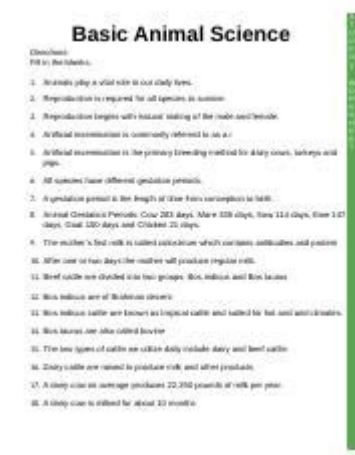 Basic Animal Science
Directions:
Fill in the blanks.
1. Animals play a vital role in our daily lives.
2. Reproduction is required for all species to survive.
3. Reproduction begins with natural mating of the male and female.
4. Artificial insemination is commonly referred to as a.i
5. Artificial insemination is the primary breeding method for dairy cows, turkeys and
pigs.
6. All species have different gestation periods.
7. A gestation period is the length of time from conception to birth.
8. Animal Gestation Periods: Cow 283 days, Mare 336 days, Sow 114 days, Ewe 147
days, Goat 150 days and Chicken 21 days.
9. The mother's first milk is called colostrum which contains antibodies and protein
10. After one or two days the mother will produce regular milk.
11. Beef cattle are divided into two groups: Bos indicus and Bos taurus
12. Bos indicus are of Brahman descent
13. Bos indicus cattle are known as tropical cattle and suited for hot and arid climates.
14. Bos taurus are also called bovine
15. The two types of cattle we utilize daily include dairy and beef cattle.
16. Dairy cattle are raised to produce milk and other products.
17. A dairy cow on average produces 22,250 pounds of milk per year.
18. A dairy cow is milked for about 10 months